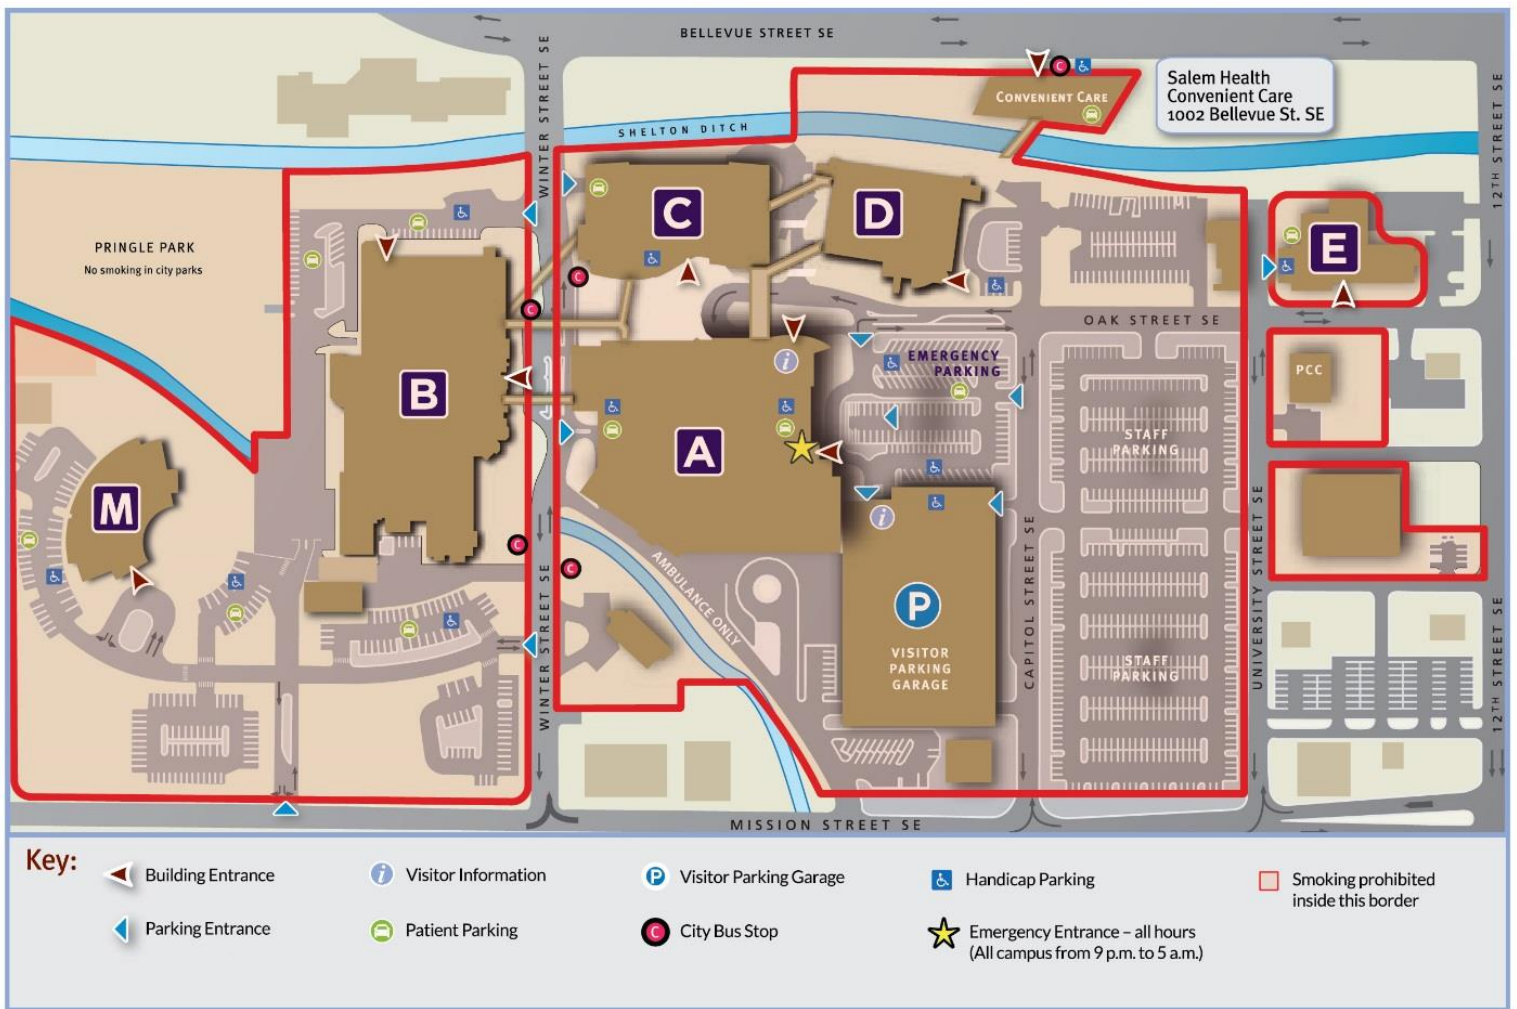 BELLEVUE STREET SE
WINTER STREET SE
12TH STREET SE
CONVENIENT CARE
Salem Health
Convenient Care
1002 Bellevue St. SE
SHELTON DITCH
PRINGLE PARK
No smoking in city parks
C
D
E
C
C
C
OAK STREET SE
EMERGENCY
PARKING
i
PCC
B
A
STAFF
PARKING
M
i
C
C
AMBULANCE ONLY
P
VISITOR
PARKING
GARAGE
WINTER STREET SE
CAPITOL STREET SE
STAFF
PARKING
UNIVERSITY STREET SE
12TH STREET SE
MISSION STREET SE
Key:
Building Entrance
i Visitor Information
P Visitor Parking Garage
Handicap Parking
Smoking prohibited
inside this border
Parking Entrance
Patient Parking
C City Bus Stop
Emergency Entrance – all hours
(All campus from 9 p.m. to 5 a.m.)